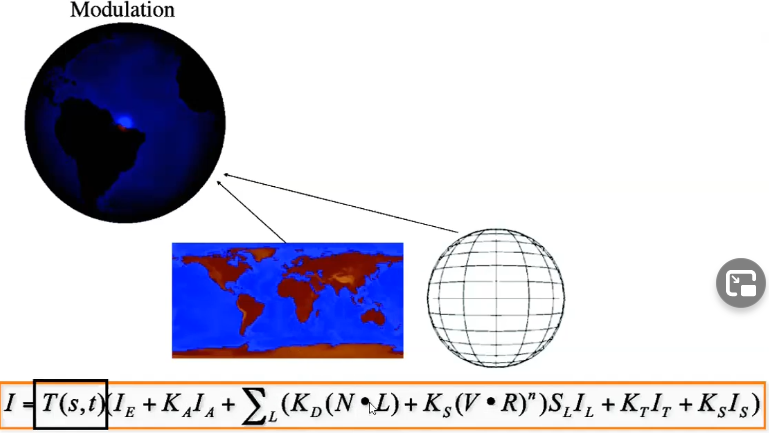 Modulation
I = T(s,t)(I_E + K_A I_A + ∑_L (K_D(N • L) + K_S(V • R)^n)S_L I_L + K_T I_T + K_S I_S)